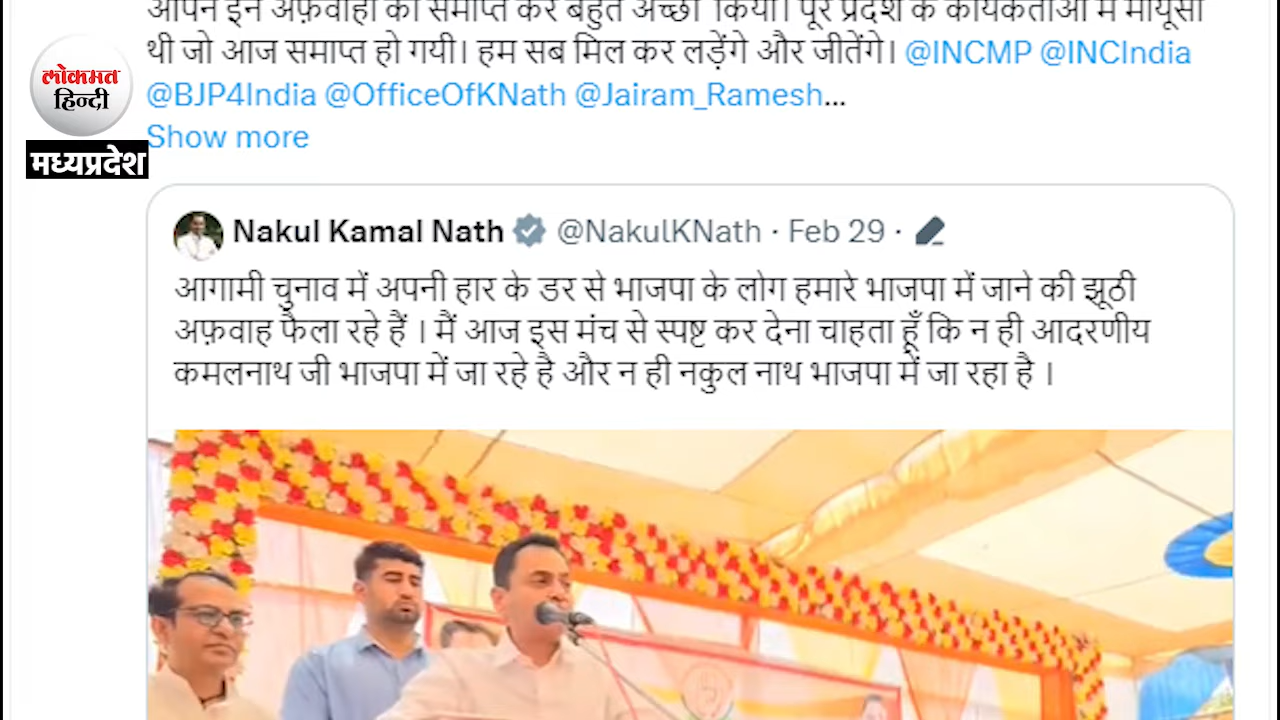 आपने इन अफ़वाहों को समाप्त कर बहुत अच्छा किया। पूरे प्रदेश के कार्यकर्ताओं में मायूसी
थी जो आज समाप्त हो गयी। हम सब मिल कर लड़ेंगे और जीतेंगे। @INCMP @INCIndia
@BJP4India @OfficeOfKNath @Jairam_Ramesh...
Show more
लोकमत
हिन्दी
मध्यप्रदेश
Nakul Kamal Nath @NakulKNath · Feb 29 ·
आगामी चुनाव में अपनी हार के डर से भाजपा के लोग हमारे भाजपा में जाने की झूठी
अफ़वाह फैला रहे हैं । मैं आज इस मंच से स्पष्ट कर देना चाहता हूँ कि न ही आदरणीय
कमलनाथ जी भाजपा में जा रहे है और न ही नकुल नाथ भाजपा में जा रहा है ।